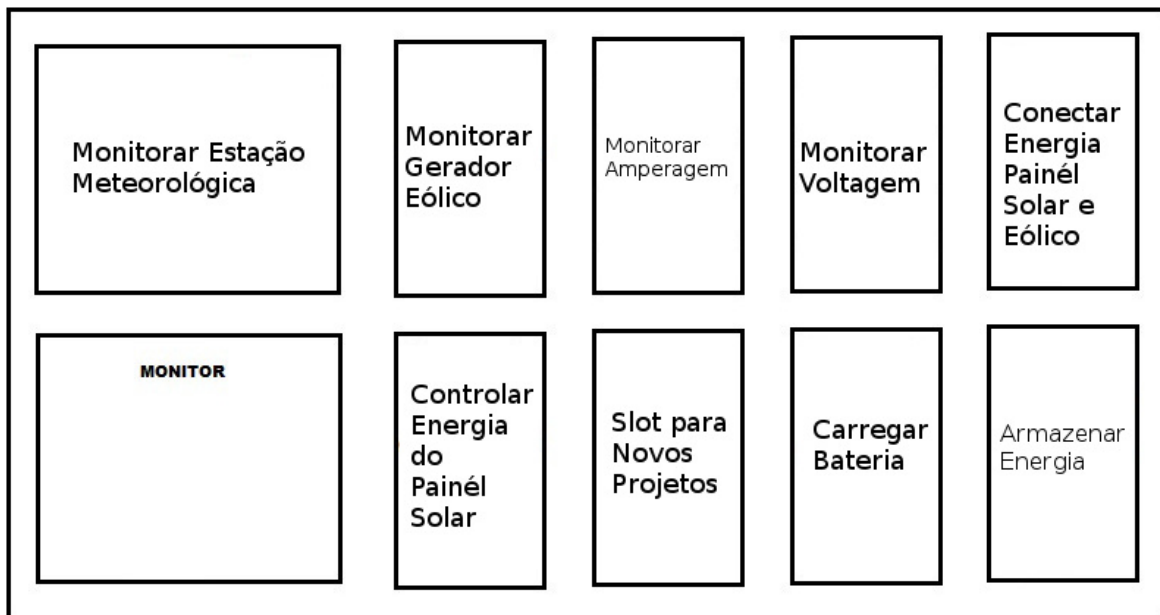 Monitorar Estação
Meteorológica
Monitorar
Gerador
Eólico
Monitorar
Amperagem
Monitorar
Voltagem
Conectar
Energia
Painél
Solar e
Eólico
MONITOR
Controlar
Energia
do
Painél
Solar
Slot para
Novos
Projetos
Carregar
Bateria
Armazenar
Energia